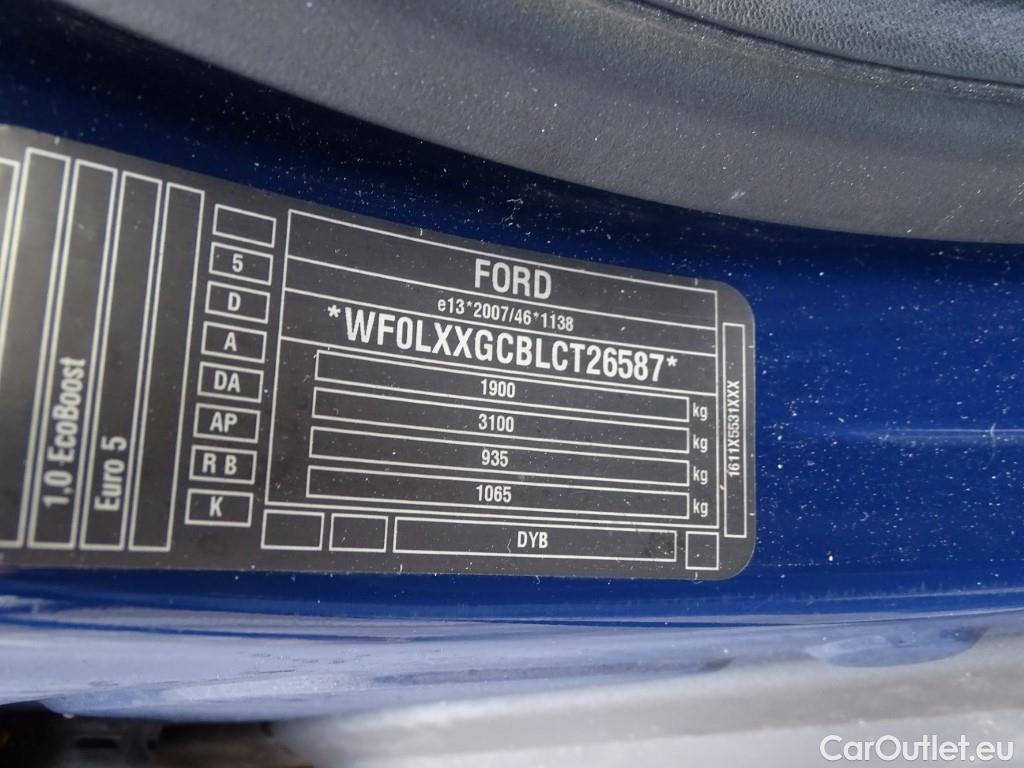 FORD
e13*2007/46*1138
*WF0LXXGCBLCT26587*
1900 kg
3100 kg
935 kg
1065 kg
DYB
5
D
A
DA
AP
R B
K
1,0 EcoBoost
Euro 5
1611X5531XXX
CarOutlet.eu